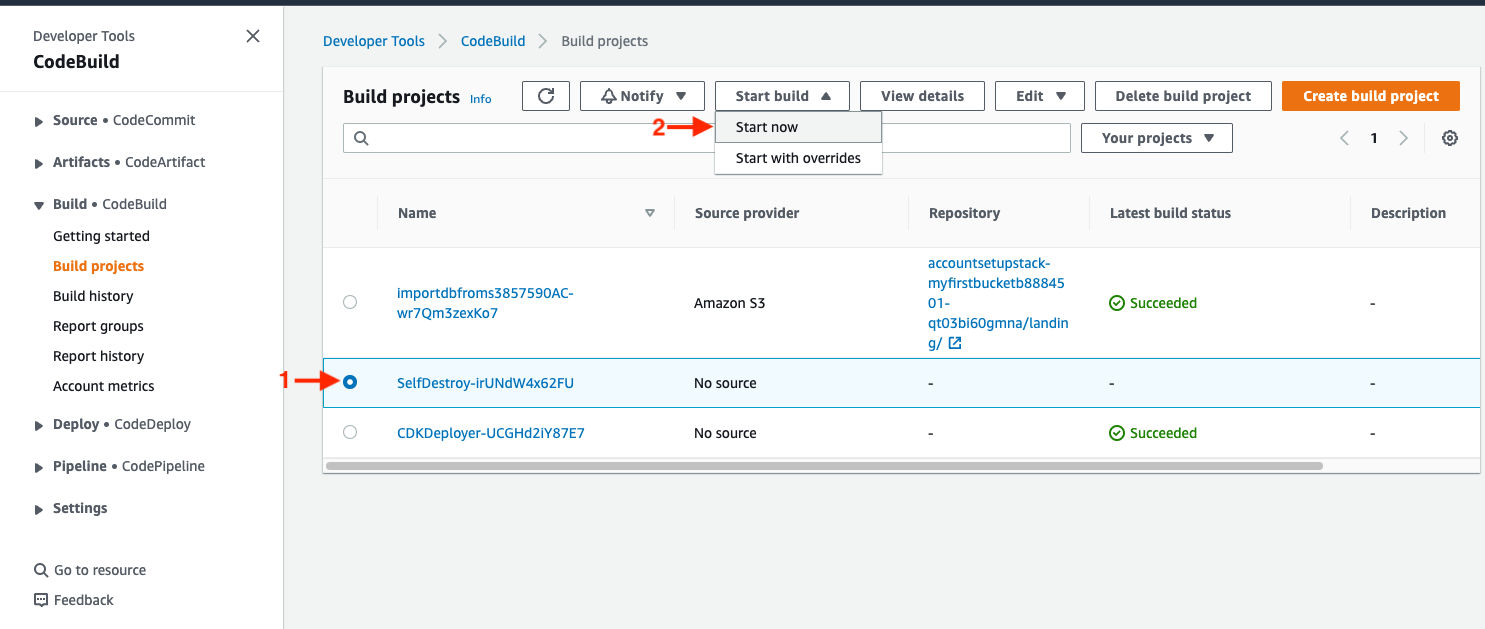 Developer Tools
CodeBuild
Source • CodeCommit
Artifacts • CodeArtifact
Build • CodeBuild
Getting started
Build projects
Build history
Report groups
Report history
Account metrics
Deploy • CodeDeploy
Pipeline • CodePipeline
Settings
Go to resource
Feedback
Developer Tools CodeBuild Build projects
Build projects Info Notify Start build View details Edit Delete build project Create build project
2 Start now
Start with overrides
Your projects 1
Name Source provider Repository Latest build status Description
importdbfroms3857590AC-
wr7Qm3zexKo7
Amazon S3
accountsetupstack-
myfirstbucketb88845
01-
qt03bi60gmna/landin
g/
Succeeded -
1 SelfDestroy-irUNdW4x62FU No source - - -
CDKDeployer-UCGHd2iY87E7 No source - Succeeded -